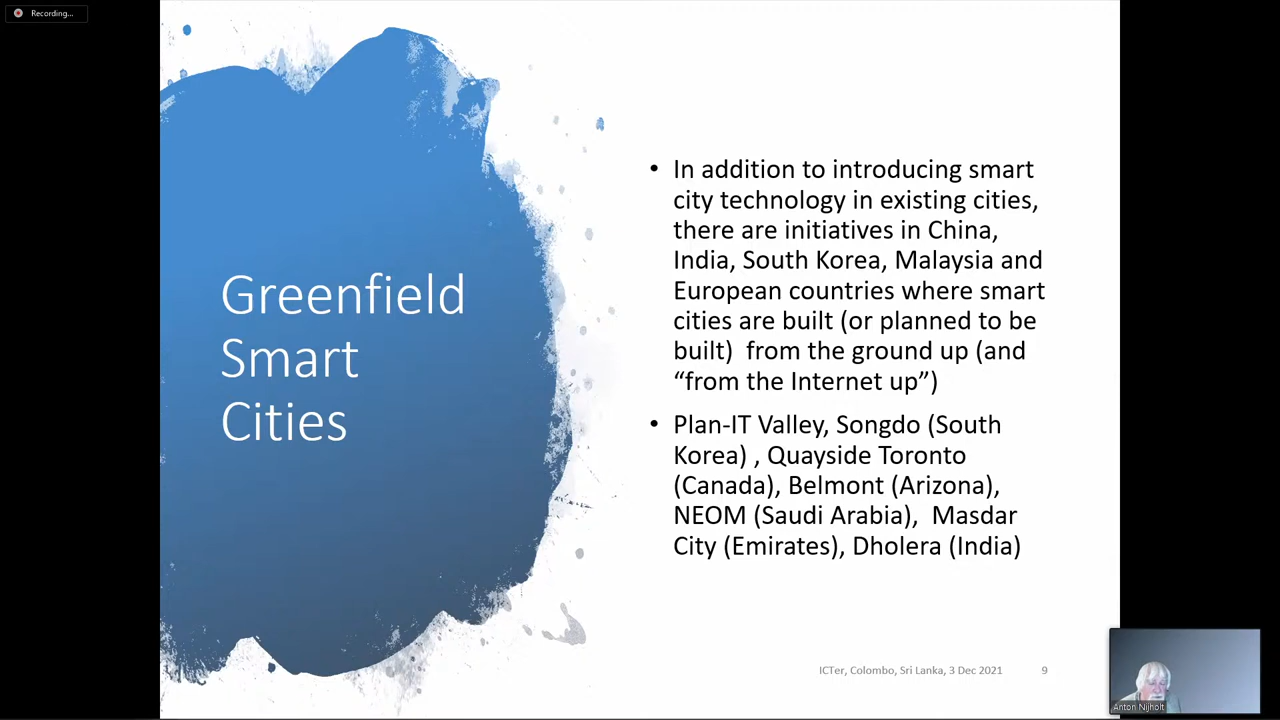 Recording...
Greenfield
Smart
Cities
• In addition to introducing smart
city technology in existing cities,
there are initiatives in China,
India, South Korea, Malaysia and
European countries where smart
cities are built (or planned to be
built)  from the ground up (and
“from the Internet up”)
• Plan-IT Valley, Songdo (South
Korea) , Quayside Toronto
(Canada), Belmont (Arizona),
NEOM (Saudi Arabia),  Masdar
City (Emirates), Dholera (India)
ICTer, Colombo, Sri Lanka, 3 Dec 2021
9
Anton Nijholt